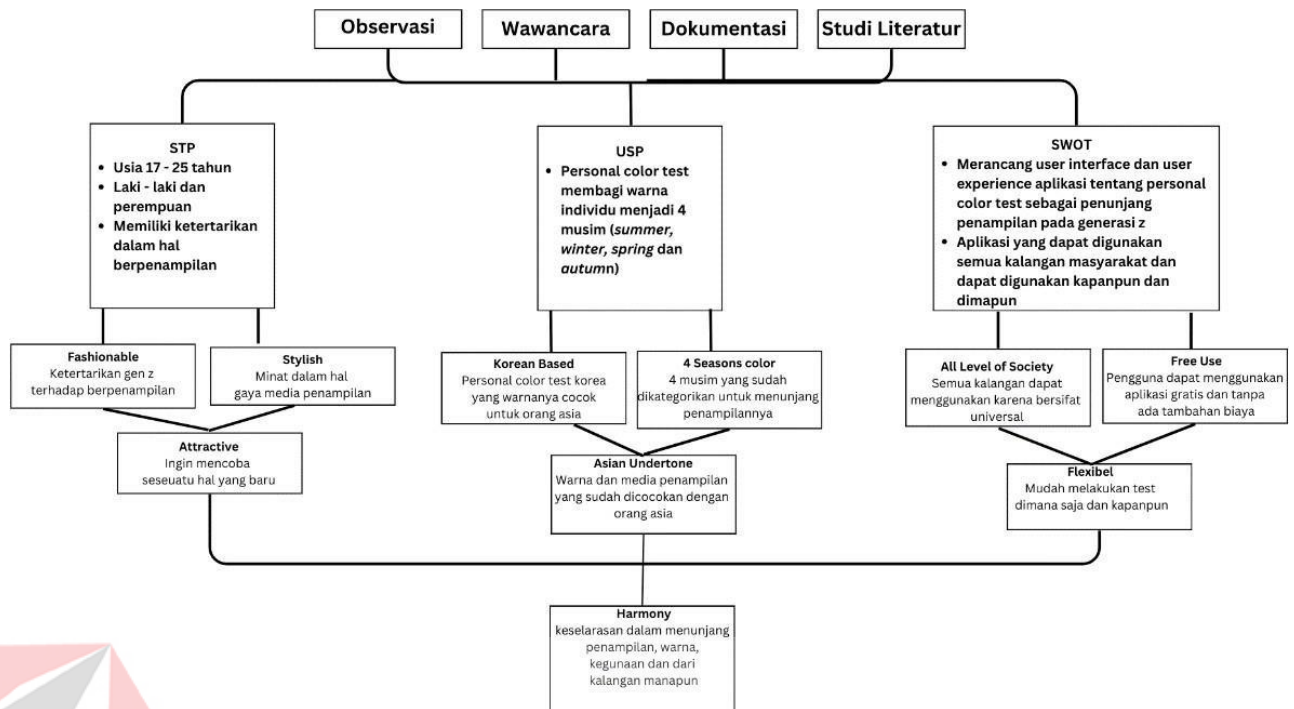 Observasi
Wawancara
Dokumentasi
Studi Literatur
STP
• Usia 17 - 25 tahun
• Laki - laki dan
perempuan
• Memiliki ketertarikan
dalam hal
berpenampilan
USP
• Personal color test
membagi warna
individu menjadi 4
musim (summer,
winter, spring dan
autumn)
SWOT
• Merancang user interface dan user
experience aplikasi tentang personal
color test sebagai penunjang
penampilan pada generasi z
• Aplikasi yang dapat digunakan
semua kalangan masyarakat dan
dapat digunakan kapanpun dan
dimapun
Fashionable
Ketertarikan gen z
terhadap berpenampilan
Stylish
Minat dalam hal
gaya media penampilan
Korean Based
Personal color test korea
yang warnanya cocok
untuk orang asia
4 Seasons color
4 musim yang sudah
dikategorikan untuk menunjang
penampilannya
All Level of Society
Semua kalangan dapat
menggunakan karena bersifat
universal
Free Use
Pengguna dapat menggunakan
aplikasi gratis dan tanpa
ada tambahan biaya
Attractive
Ingin mencoba
seseuatu hal yang baru
Asian Undertone
Warna dan media penampilan
yang sudah dicocokan dengan
orang asia
Flexibel
Mudah melakukan test
dimana saja dan kapanpun
Harmony
keselarasan dalam menunjang
penampilan, warna,
kegunaan dan dari
kalangan manapun